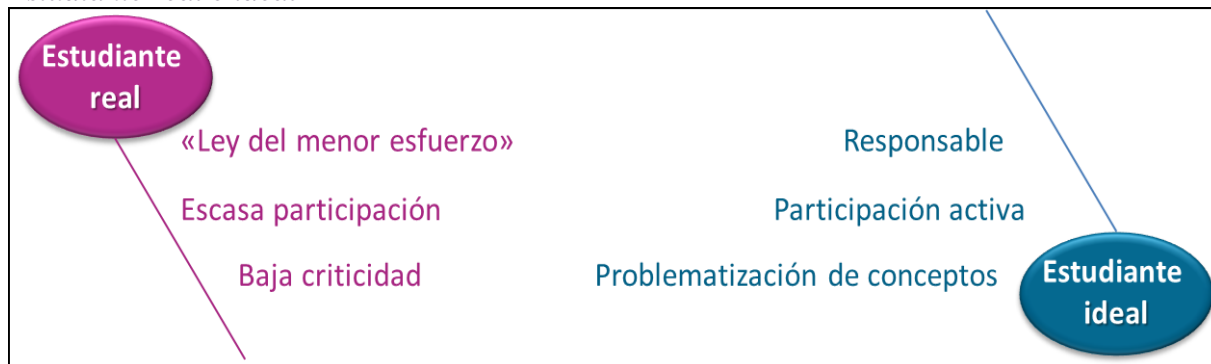 Estudiante
real
«Ley del menor esfuerzo»
Escasa participación
Baja criticidad
Responsable
Participación activa
Problematización de conceptos
Estudiante
ideal